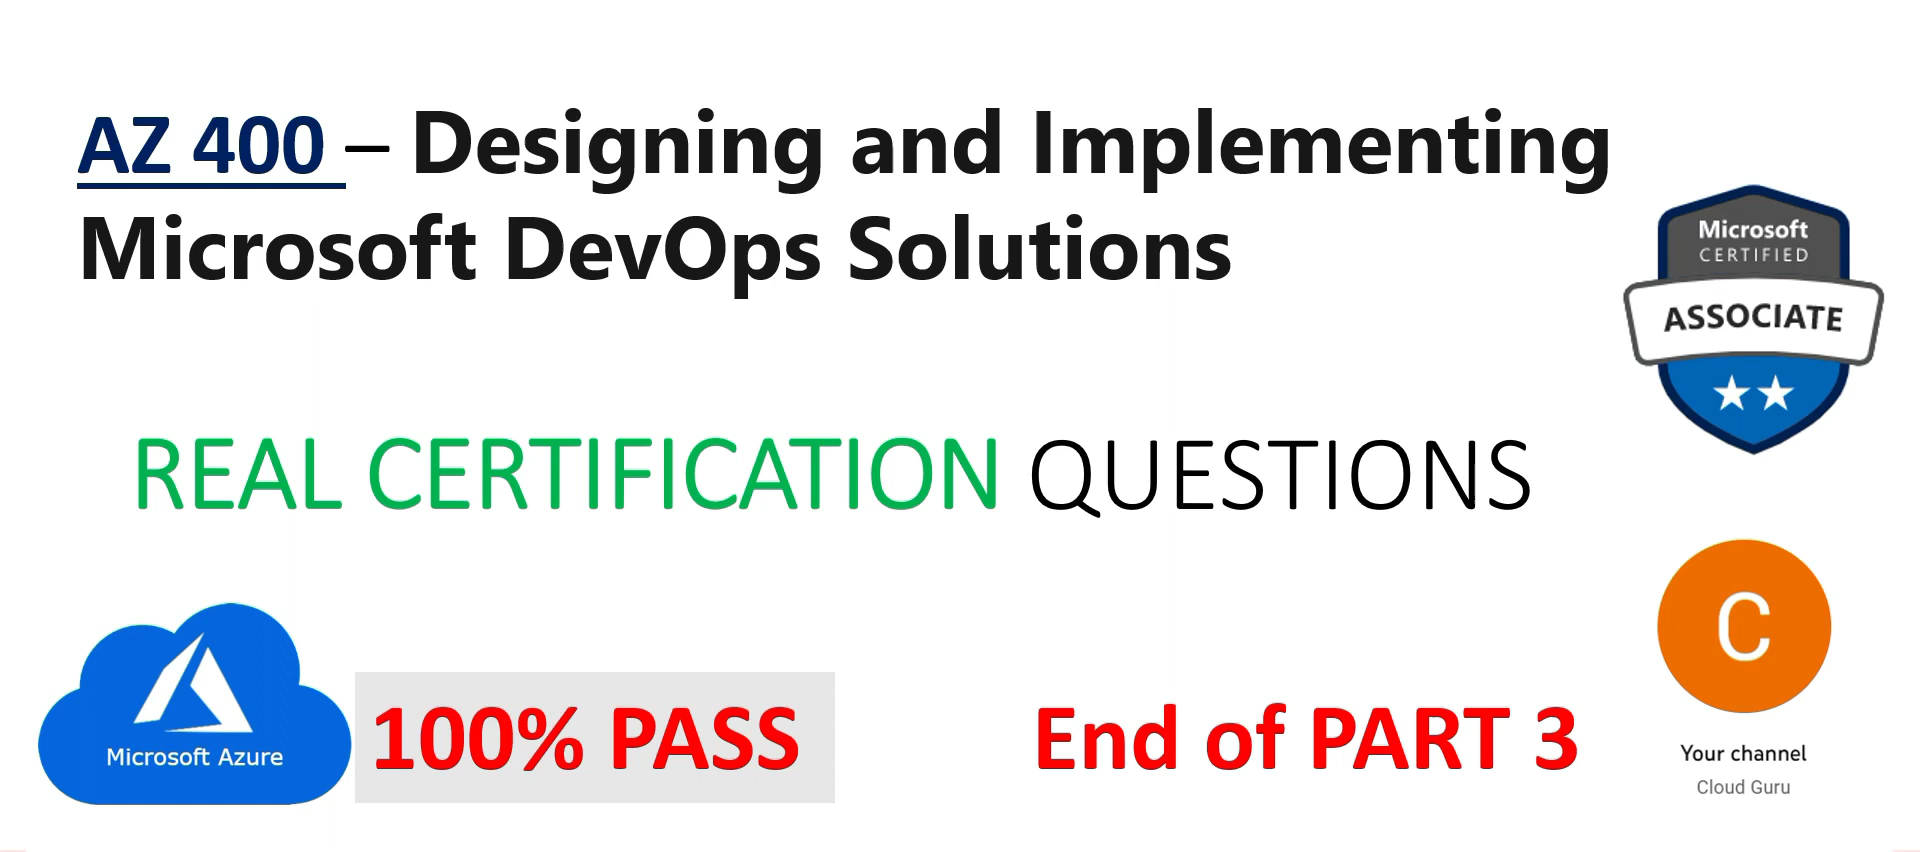 AZ 400 – Designing and Implementing
Microsoft DevOps Solutions
Microsoft
CERTIFIED
ASSOCIATE
REAL CERTIFICATION QUESTIONS
Microsoft Azure
100% PASS
End of PART 3
C
Your channel
Cloud Guru